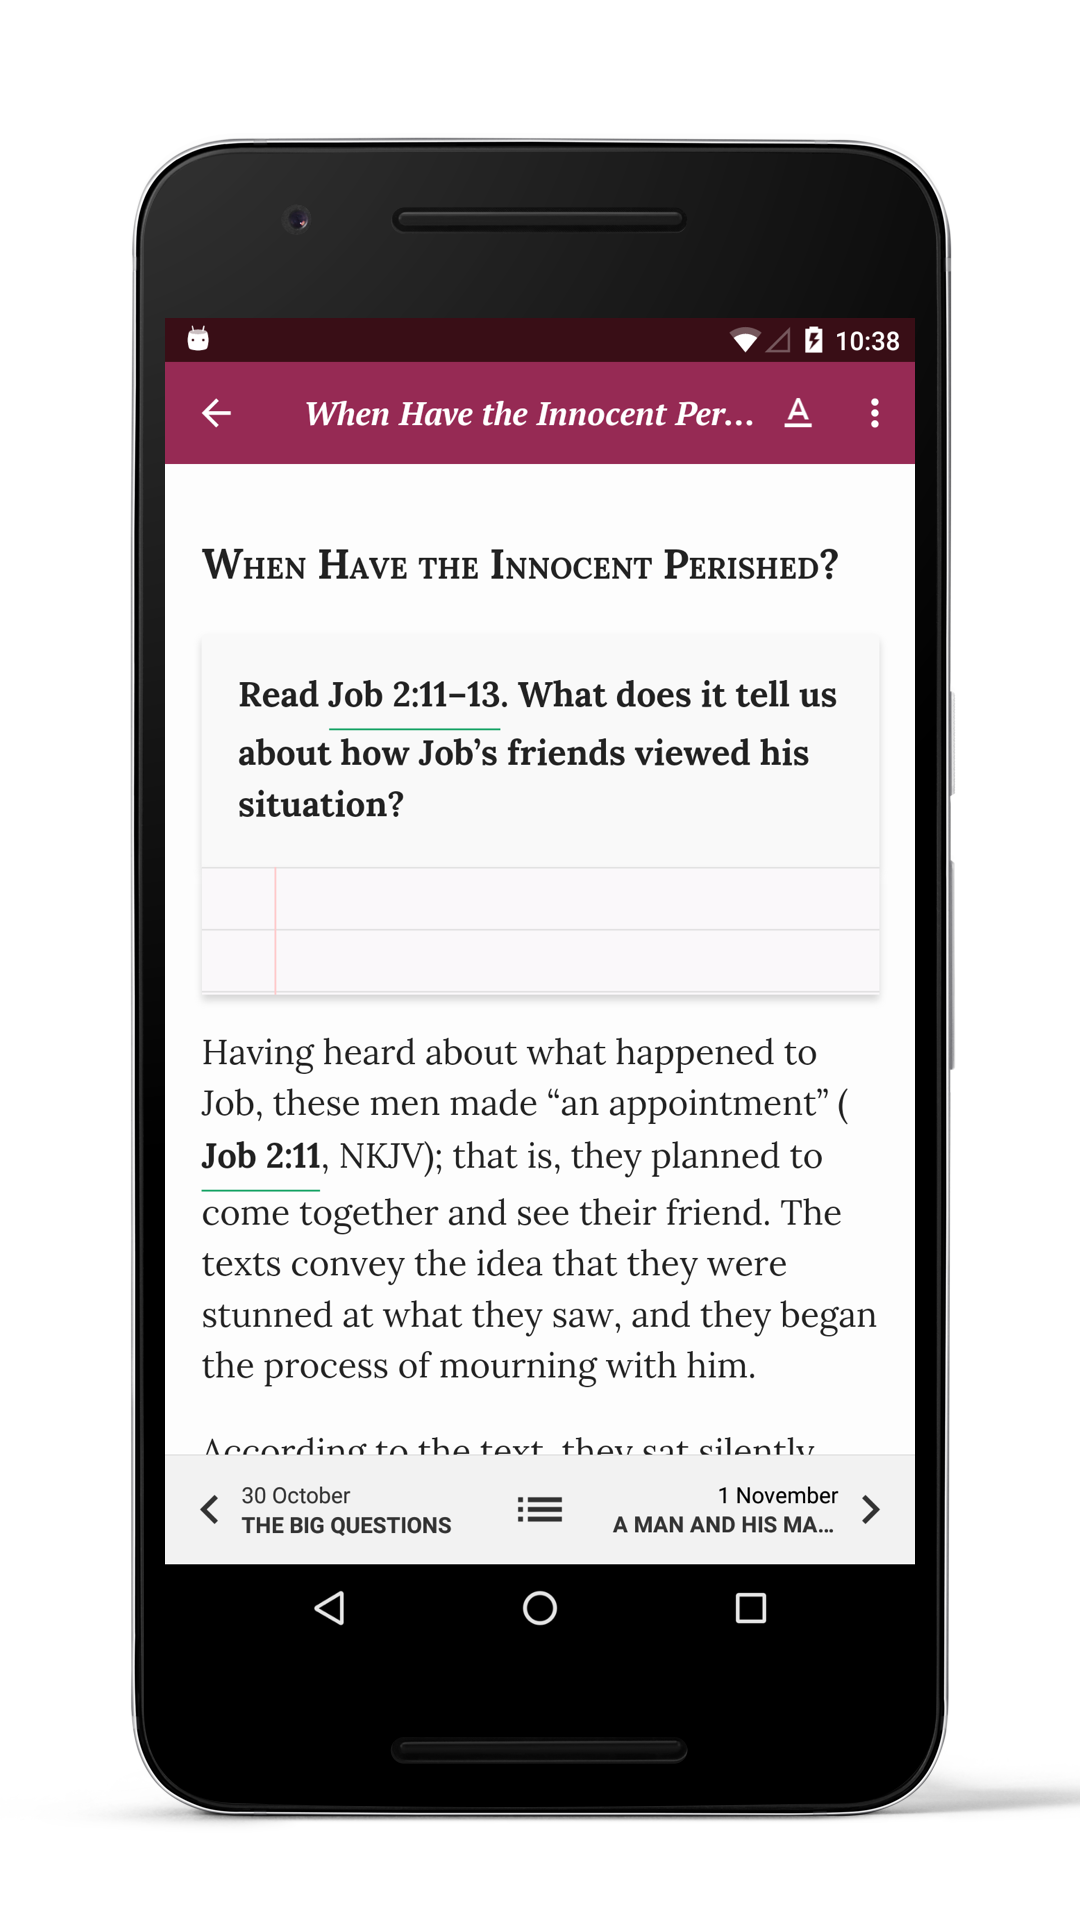 10:38
When Have the Innocent Per...
A
When Have the Innocent Perished?
Read Job 2:11–13. What does it tell us
about how Job’s friends viewed his
situation?
Having heard about what happened to
Job, these men made “an appointment” (
Job 2:11, NKJV); that is, they planned to
come together and see their friend. The
texts convey the idea that they were
stunned at what they saw, and they began
the process of mourning with him.
According to the text, they sat silently
30 October
THE BIG QUESTIONS
1 November
A MAN AND HIS MA...